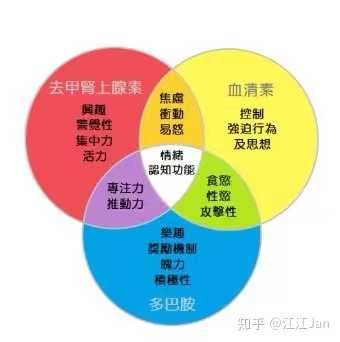 去甲腎上腺素
興趣
警覺性
集中力
活力
焦慮
衝動
易怒
血清素
控制
強迫行為
及思想
情緒
認知功能
專注力
推動力
食慾
性慾
攻擊性
樂趣
獎勵機制
魄力
積極性
多巴胺
知乎 @江江Jan